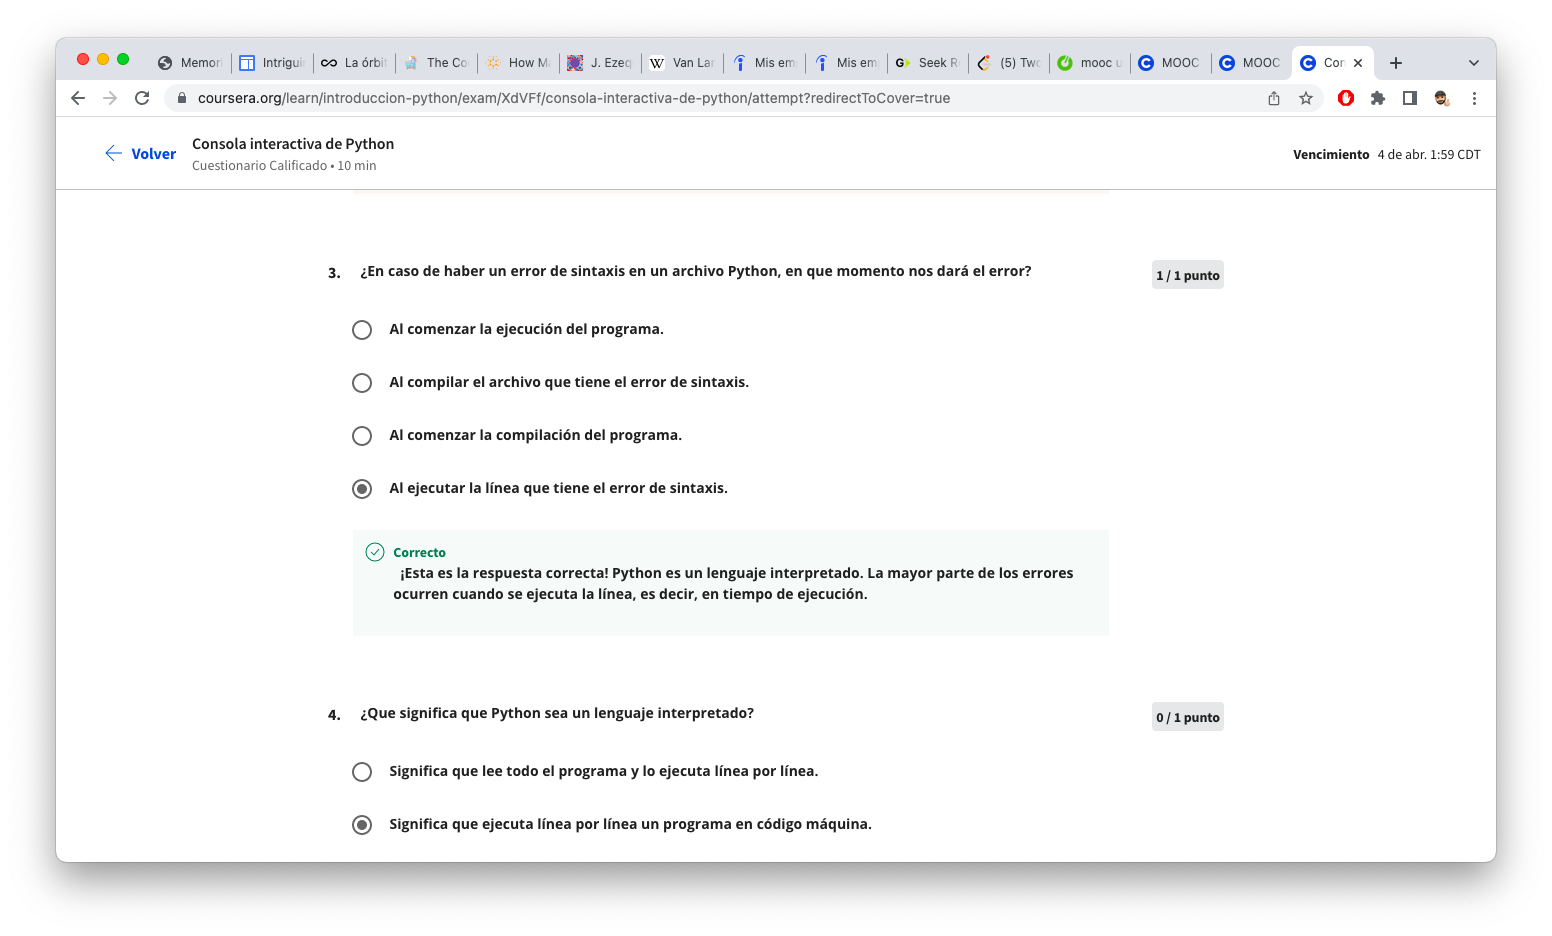 Memori
Intrigui
La órbit
The Co
How Ma
J. Ezeq
Van Lar
Mis em
Mis em
Seek R
(5) Two
mooc u
MOOC
MOOC
Con
coursera.org/learn/introduccion-python/exam/XdVFf/consola-interactiva-de-python/attempt?redirectToCover=true
Volver
Consola interactiva de Python
Cuestionario Calificado • 10 min
Vencimiento 4 de abr. 1:59 CDT
3. ¿En caso de haber un error de sintaxis en un archivo Python, en que momento nos dará el error?
1 / 1 punto
Al comenzar la ejecución del programa.
Al compilar el archivo que tiene el error de sintaxis.
Al comenzar la compilación del programa.
Al ejecutar la línea que tiene el error de sintaxis.
Correcto
¡Esta es la respuesta correcta! Python es un lenguaje interpretado. La mayor parte de los errores
ocurren cuando se ejecuta la línea, es decir, en tiempo de ejecución.
4. ¿Que significa que Python sea un lenguaje interpretado?
0 / 1 punto
Significa que lee todo el programa y lo ejecuta línea por línea.
Significa que ejecuta línea por línea un programa en código máquina.